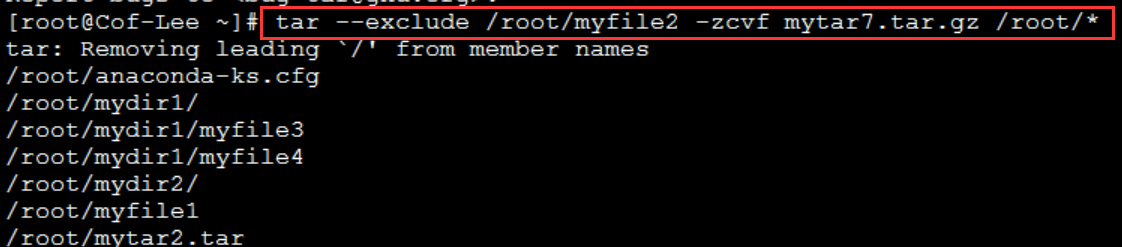 [root@Cof-Lee ~]# tar --exclude /root/myfile2 -zcvf mytar7.tar.gz /root/*
tar: Removing leading `/' from member names
/root/anaconda-ks.cfg
/root/mydir1/
/root/mydir1/myfile3
/root/mydir1/myfile4
/root/mydir2/
/root/myfile1
/root/mytar2.tar